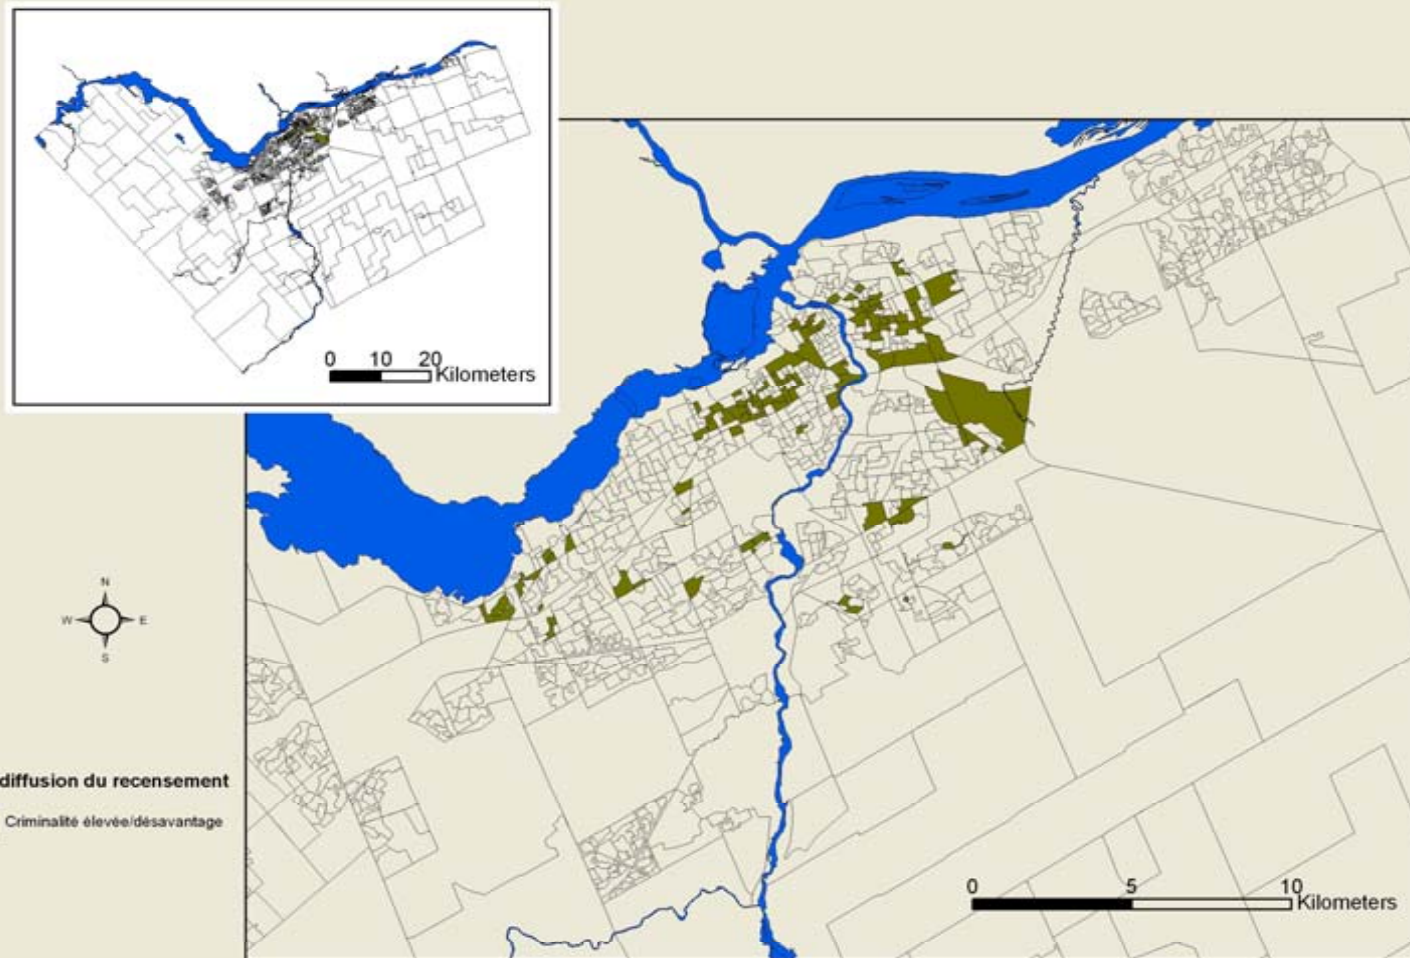 0 10 20
Kilometers
N
W E
S
diffusion du recensement
Criminalité élevée/désavantage
0 5 10
Kilometers